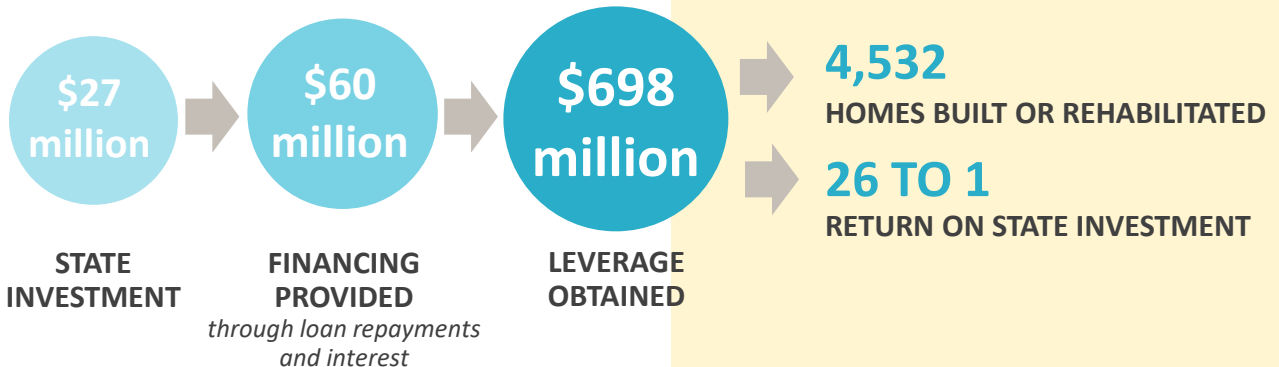 $27
million
STATE
INVESTMENT
$60
million
FINANCING
PROVIDED
through loan repayments
and interest
$698
million
LEVERAGE
OBTAINED
4,532
HOMES BUILT OR REHABILITATED
26 TO 1
RETURN ON STATE INVESTMENT